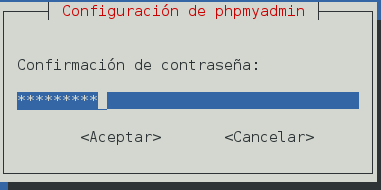 Configuración de phpmyadmin
Confirmación de contraseña:
*********_
<Aceptar> <Cancelar>